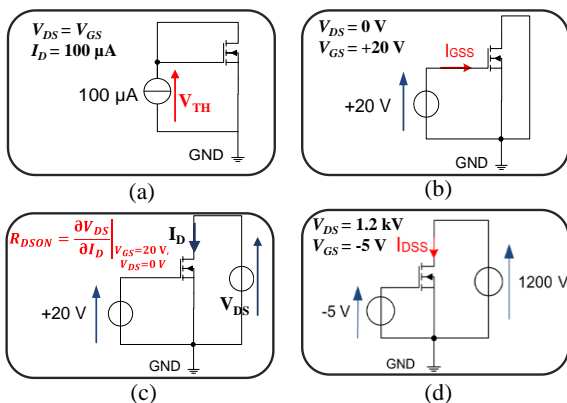 V_DS = V_GS
I_D = 100 µA
100 µA
V_TH
GND
(a)
V_DS = 0 V
V_GS = +20 V
I_GSS
+20 V
GND
(b)
R_DSON = ∂V_DS / ∂I_D |V_GS=20 V,
V_DS=0 V
I_D
+20 V
V_DS
GND
(c)
V_DS = 1.2 kV
V_GS = -5 V
I_DSS
-5 V
1200 V
GND
(d)